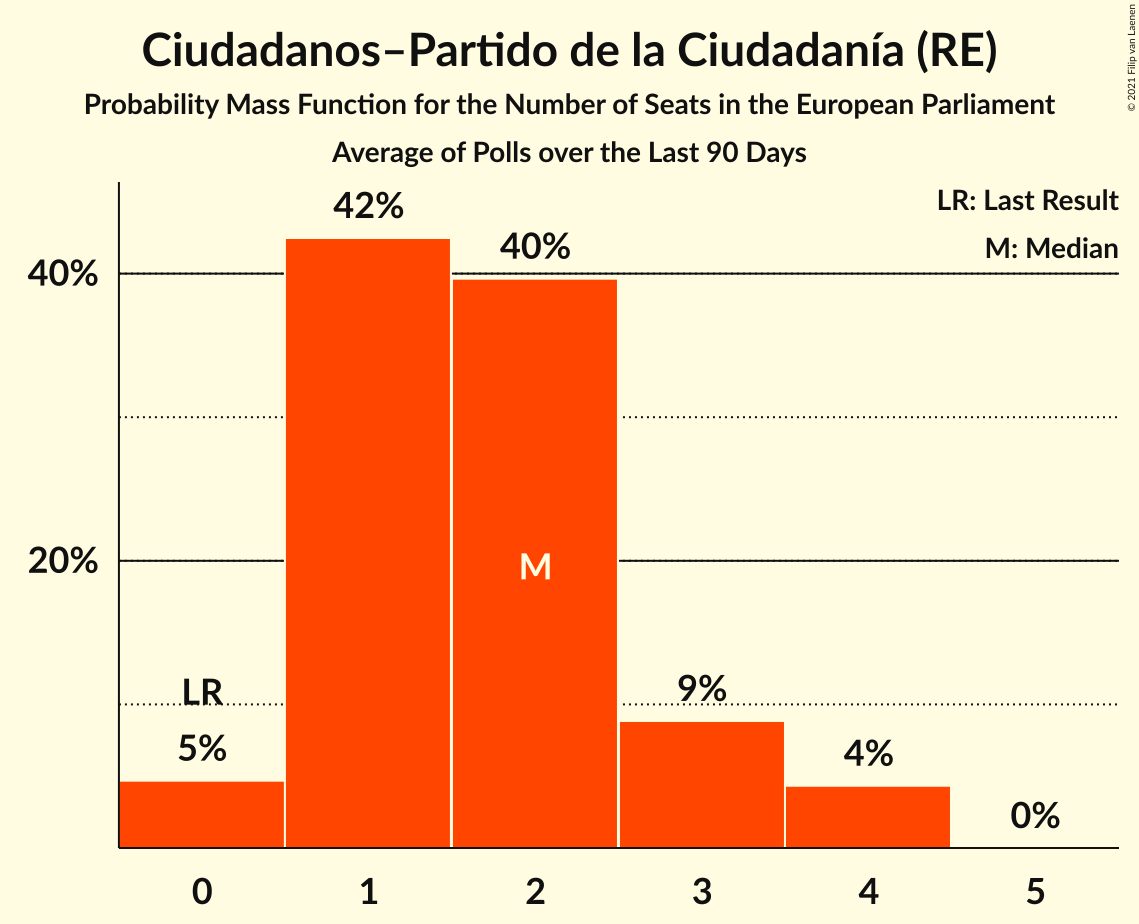 Ciudadanos–Partido de la Ciudadanía (RE)
Probability Mass Function for the Number of Seats in the European Parliament
Average of Polls over the Last 90 Days
© 2021 Filip van Laenen
LR: Last Result
M: Median
42%
40%
40%
20%
M
LR
5%
9%
4%
0%
0 1 2 3 4 5